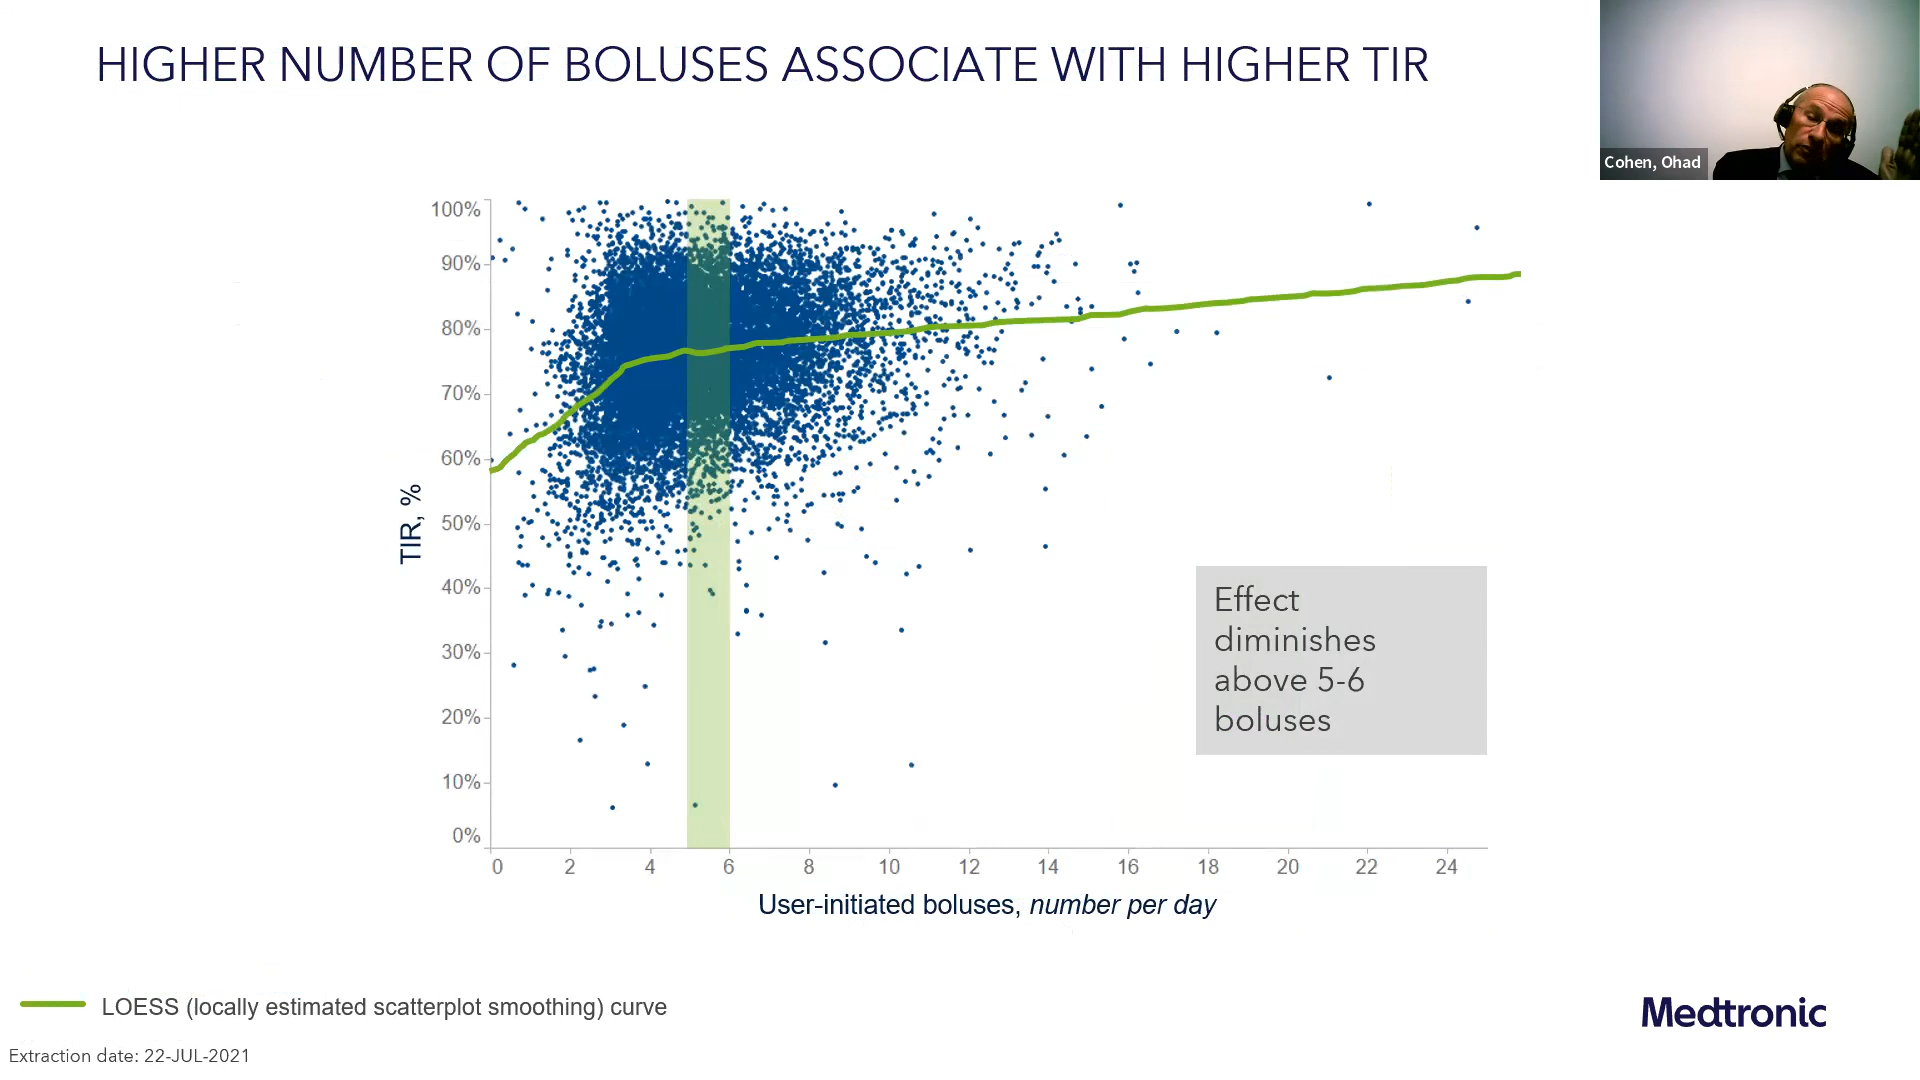 HIGHER NUMBER OF BOLUSES ASSOCIATE WITH HIGHER TIR
Cohen, Ohad
100%
90%
80%
70%
60%
50%
40%
30%
20%
10%
0%
TIR, %
Effect
diminishes
above 5-6
boluses
0 2 4 6 8 10 12 14 16 18 20 22 24
User-initiated boluses, number per day
LOESS (locally estimated scatterplot smoothing) curve
Medtronic
Extraction date: 22-JUL-2021